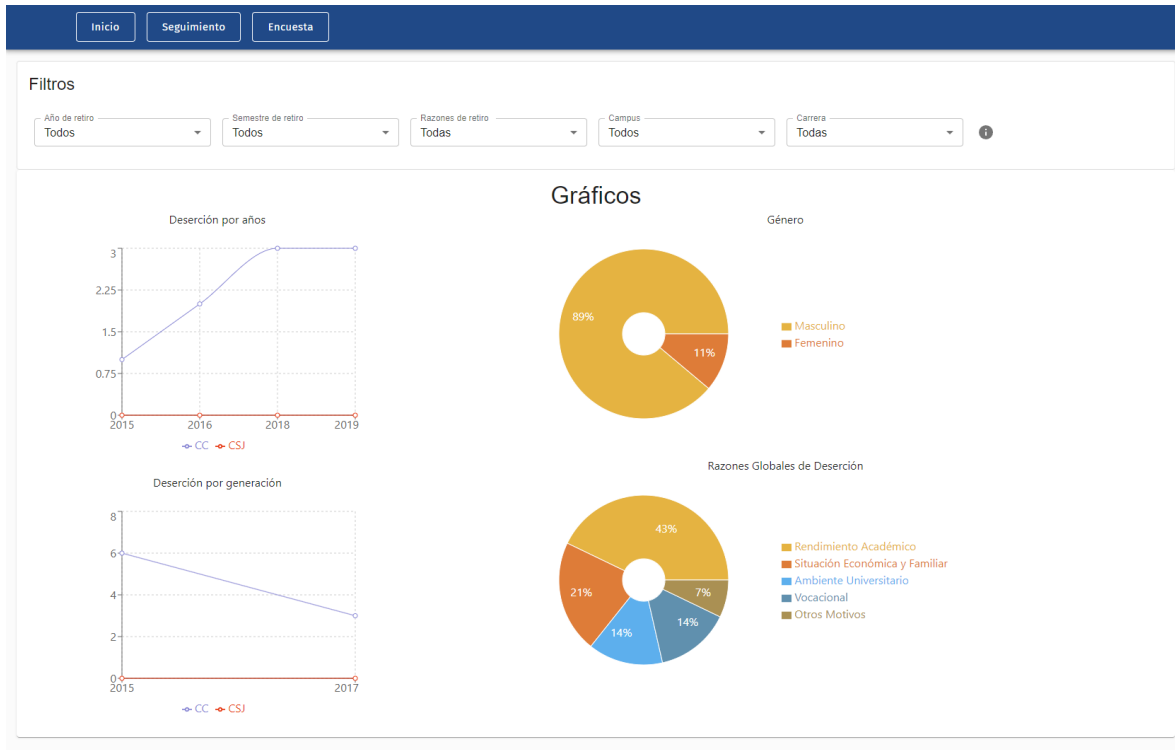 Inicio Seguimiento Encuesta
Filtros
Año de retiro Semestre de retiro Razones de retiro Campus Carrera
Todos Todos Todas Todos Todas
Gráficos
Deserción por años
3
2.25
1.5
0.75
0
2015 2016 2018 2019
CC CSJ
Género
89%
11%
Masculino
Femenino
Deserción por generación
8
6
4
2
0
2015 2017
CC CSJ
Razones Globales de Deserción
43%
21%
14%
14%
7%
Rendimiento Académico
Situación Económica y Familiar
Ambiente Universitario
Vocacional
Otros Motivos